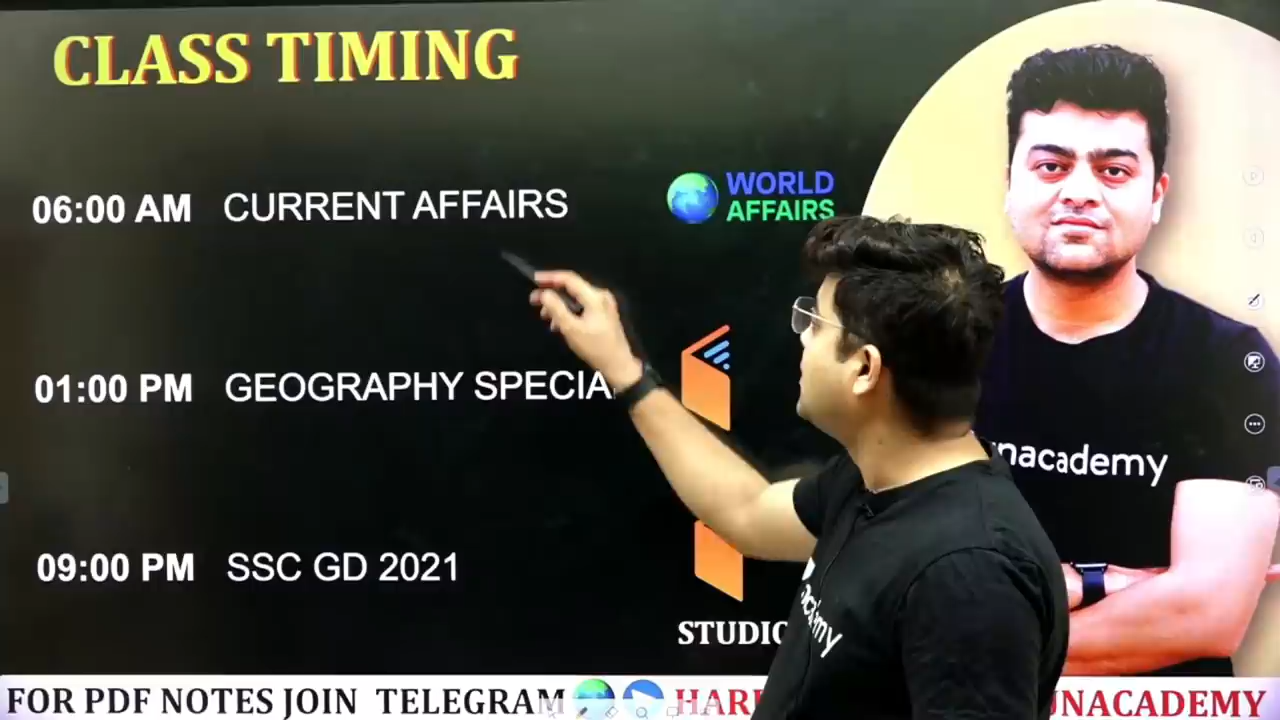 CLASS TIMING
06:00 AM CURRENT AFFAIRS
WORLD
AFFAIRS
01:00 PM GEOGRAPHY SPECIA
09:00 PM SSC GD 2021
unacademy
STUDIO
FOR PDF NOTES JOIN TELEGRAM HAR UNACADEMY